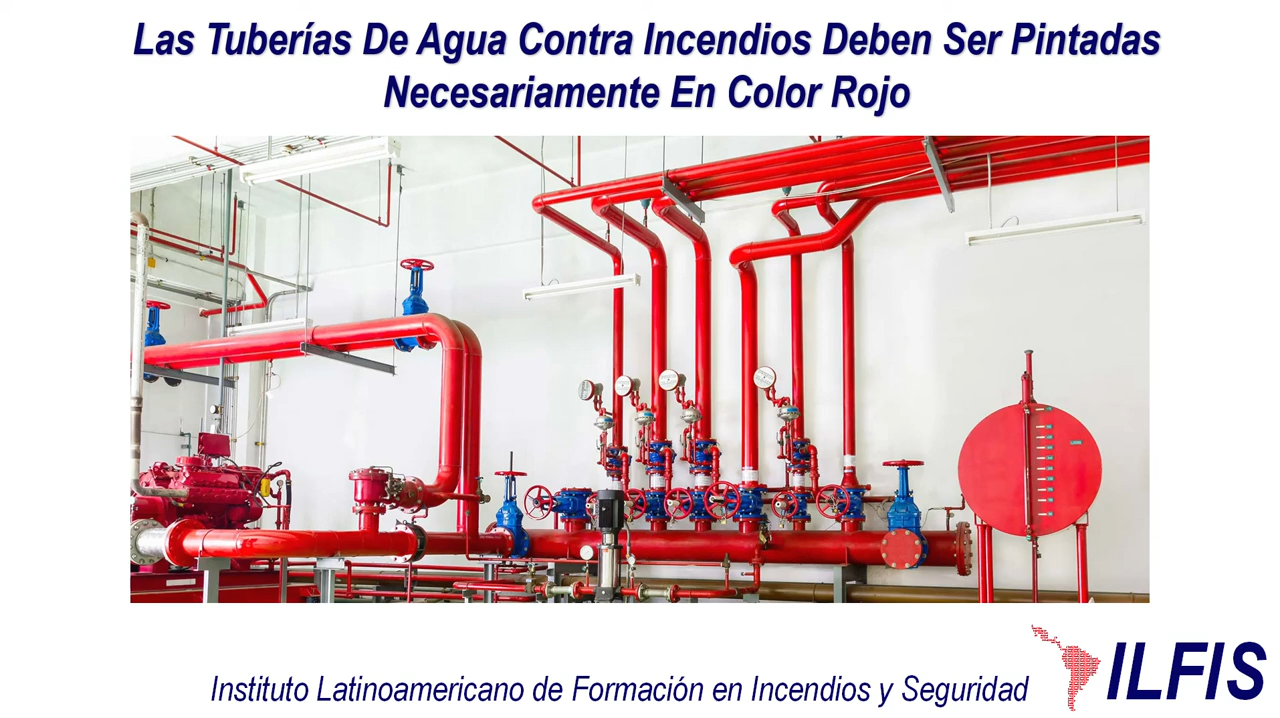 Las Tuberías De Agua Contra Incendios Deben Ser Pintadas
Necesariamente En Color Rojo
Instituto Latinoamericano de Formación en Incendios y Seguridad
ILFIS